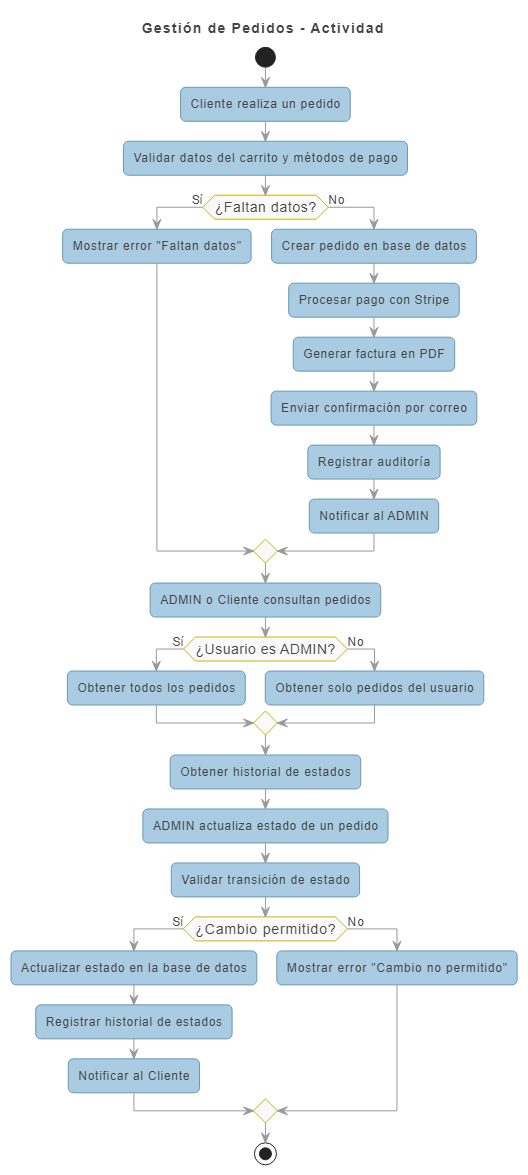 Gestión de Pedidos - Actividad
Cliente realiza un pedido
Validar datos del carrito y métodos de pago
Sí
¿Faltan datos?
No
Mostrar error "Faltan datos"
Crear pedido en base de datos
Procesar pago con Stripe
Generar factura en PDF
Enviar confirmación por correo
Registrar auditoría
Notificar al ADMIN
ADMIN o Cliente consultan pedidos
Sí
¿Usuario es ADMIN?
No
Obtener todos los pedidos
Obtener solo pedidos del usuario
Obtener historial de estados
ADMIN actualiza estado de un pedido
Validar transición de estado
Sí
¿Cambio permitido?
No
Actualizar estado en la base de datos
Mostrar error "Cambio no permitido"
Registrar historial de estados
Notificar al Cliente